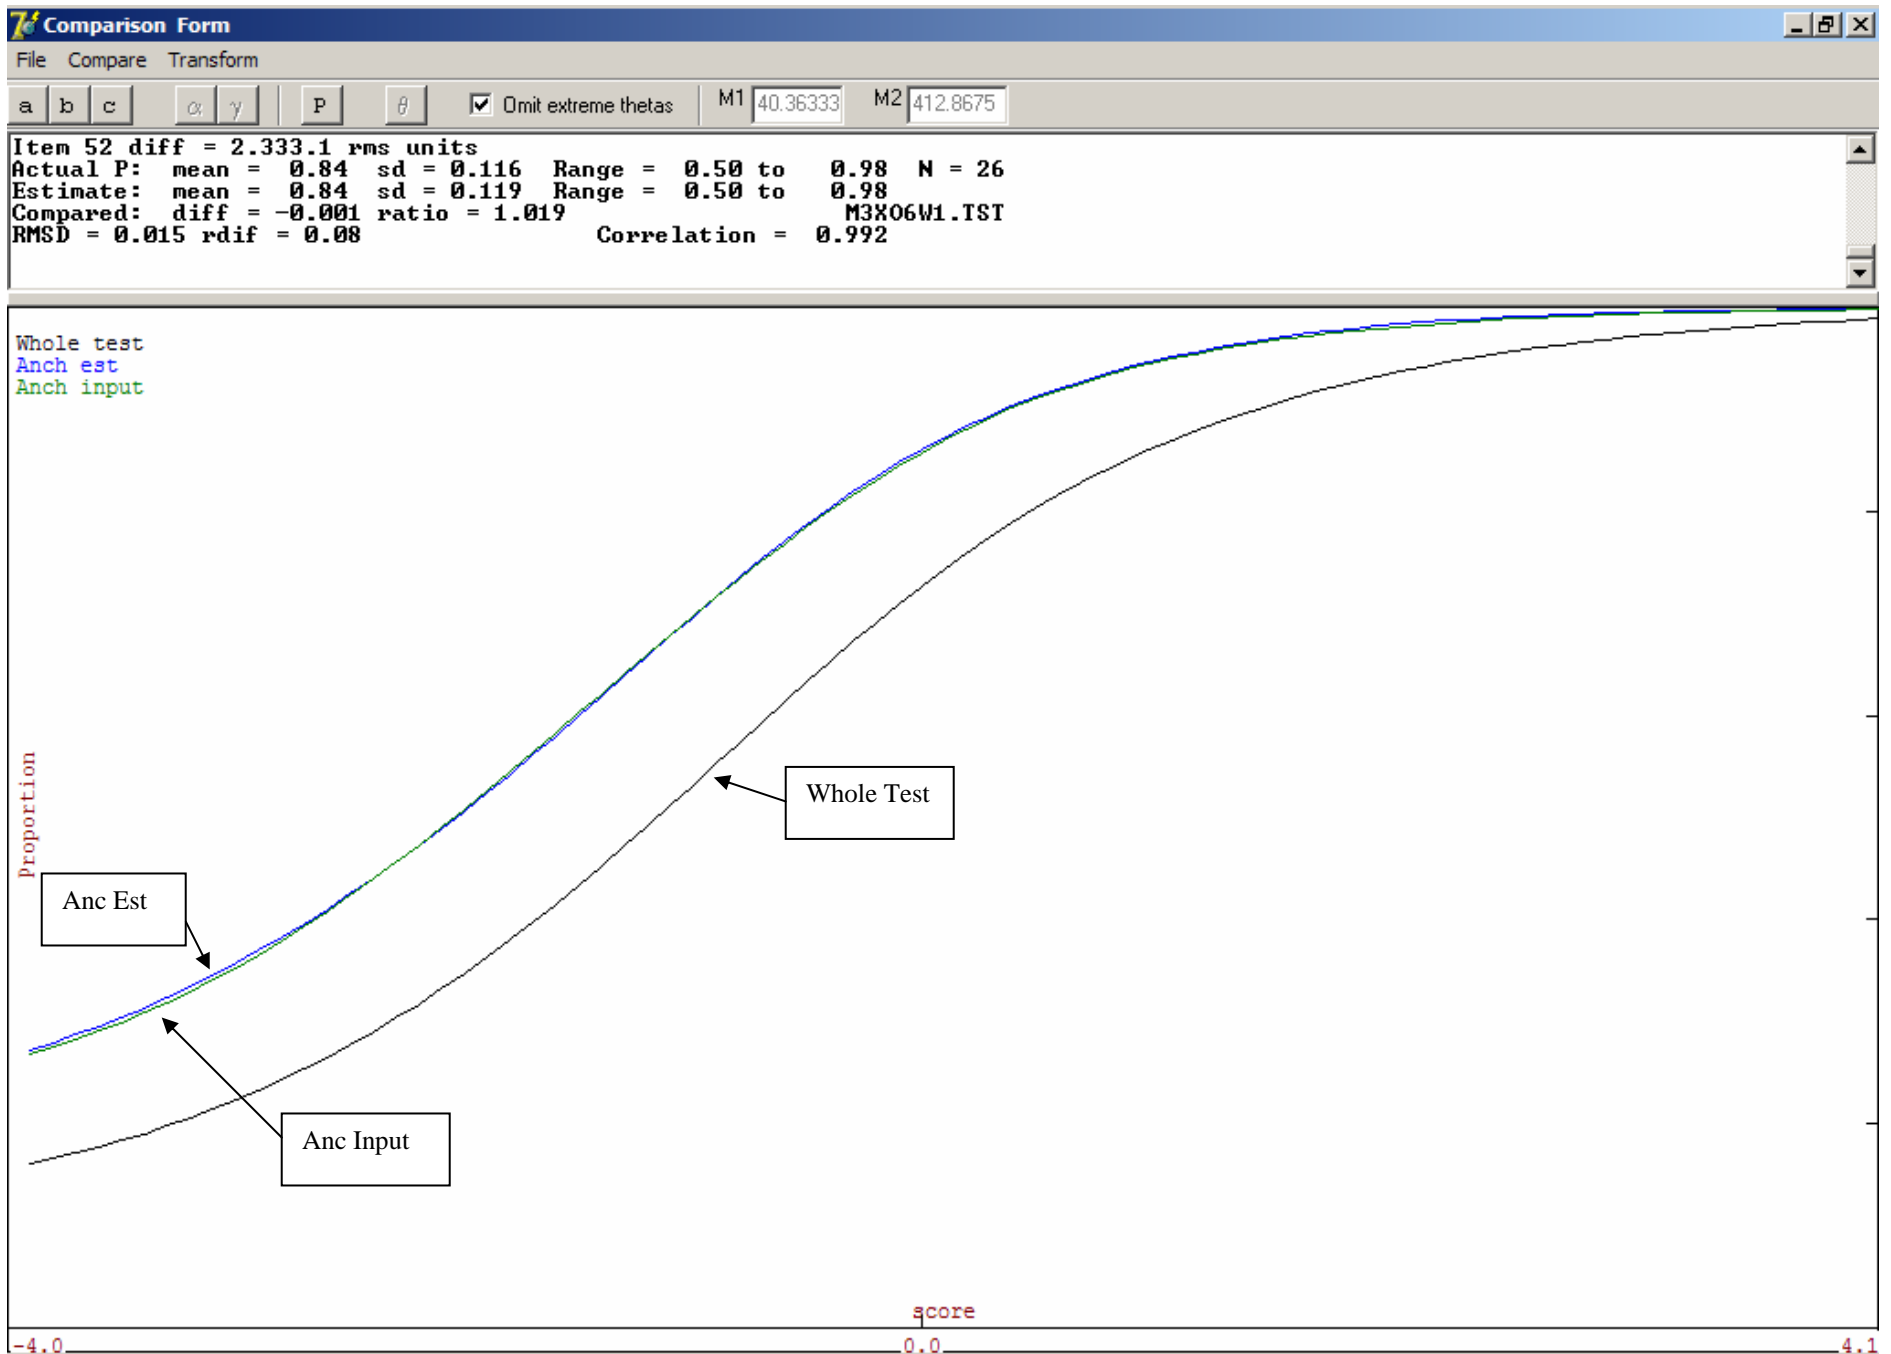 Comparison Form
File Compare Transform
a b c α γ P θ Omit extreme thetas M1 40.36333 M2 412.8675
Item 52 diff = 2.333.1 rms units
Actual P: mean = 0.84 sd = 0.116 Range = 0.50 to 0.98 N = 26
Estimate: mean = 0.84 sd = 0.119 Range = 0.50 to 0.98
Compared: diff = -0.001 ratio = 1.019 M3XO6W1.TST
RMSD = 0.015 rdif = 0.08 Correlation = 0.992
Whole test
Anch est
Anch input
Proportion
Whole Test
Anc Est
Anc Input
score
-4.0 0.0 4.1